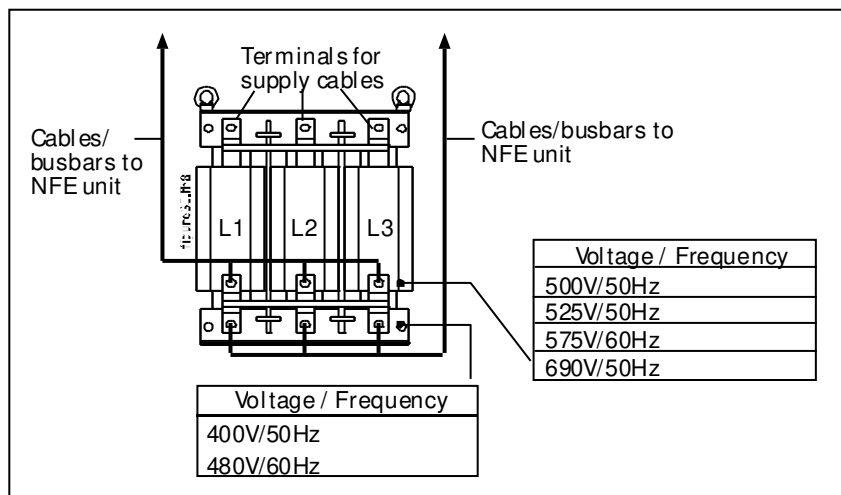 Terminals for
supply cables
Cables/
busbars to
NFE unit
Cables/busbars to
NFE unit
L1 L2 L3
Voltage / Frequency
500V/50Hz
525V/50Hz
575V/60Hz
690V/50Hz
Voltage / Frequency
400V/50Hz
480V/60Hz